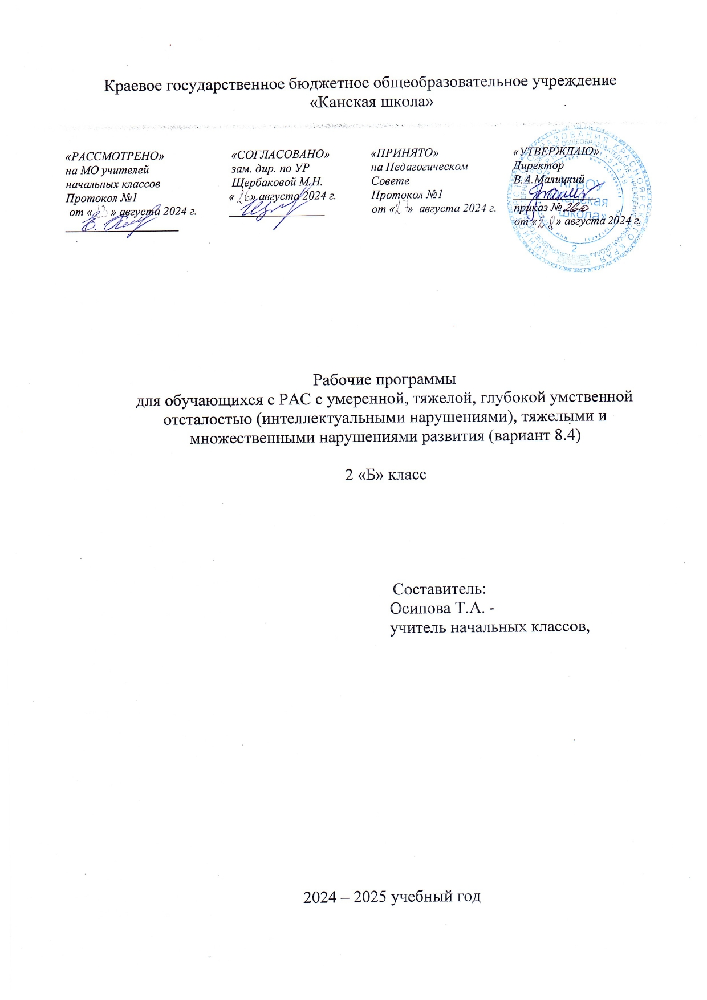 Краевое государственное бюджетное общеобразовательное учреждение
«Канская школа»
«РАССМОТРЕНО»
на МО учителей
начальных классов
Протокол №1
от «23» августа 2024 г.
«СОГЛАСОВАНО»
зам. дир. по УР
Щербаковой М.Н.
«26» августа 2024 г.
«ПРИНЯТО»
на Педагогическом
Совете
Протокол №1
от «27» августа 2024 г.
«УТВЕРЖДАЮ»
Директор
В.А.Малицкий
приказ № 260
от «28» августа 2024 г.
Рабочие программы
для обучающихся с РАС с умеренной, тяжелой, глубокой умственной
отсталостью (интеллектуальными нарушениями), тяжелыми и
множественными нарушениями развития (вариант 8.4)
2 «Б» класс
Составитель:
Осипова Т.А. -
учитель начальных классов,
2024 – 2025 учебный год